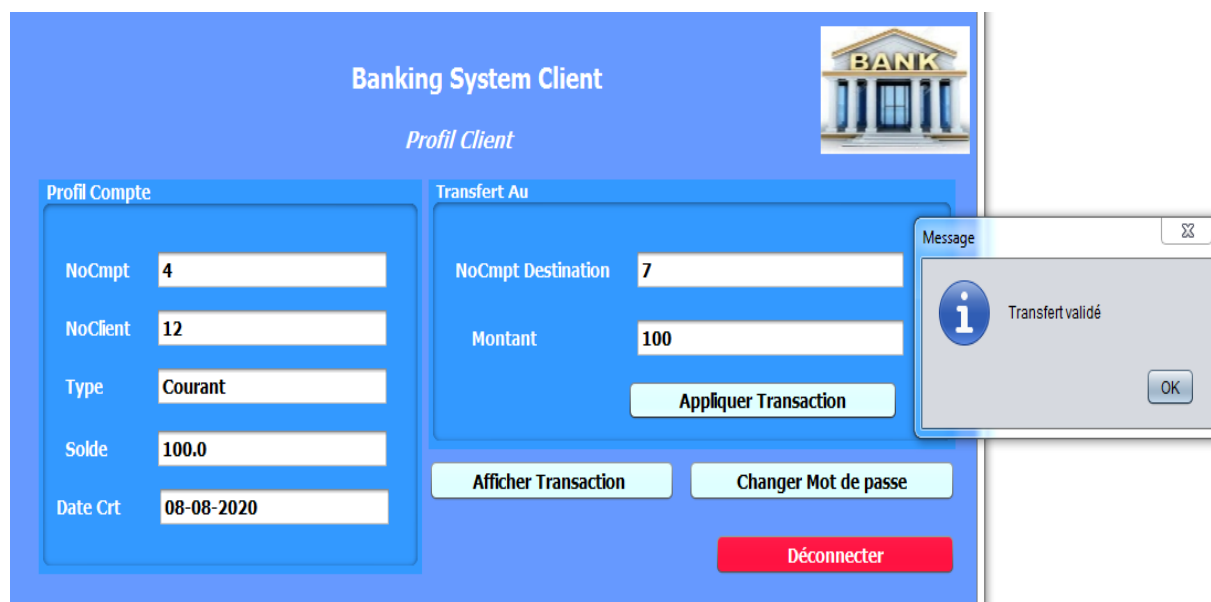 BANK
Banking System Client
Profil Client
Profil Compte
NoCmpt 4
NoClient 12
Type Courant
Solde 100.0
Date Crt 08-08-2020
Transfert Au
NoCmpt Destination 7
Montant 100
Appliquer Transaction
Afficher Transaction
Changer Mot de passe
Déconnecter
Message
Transfert validé
OK